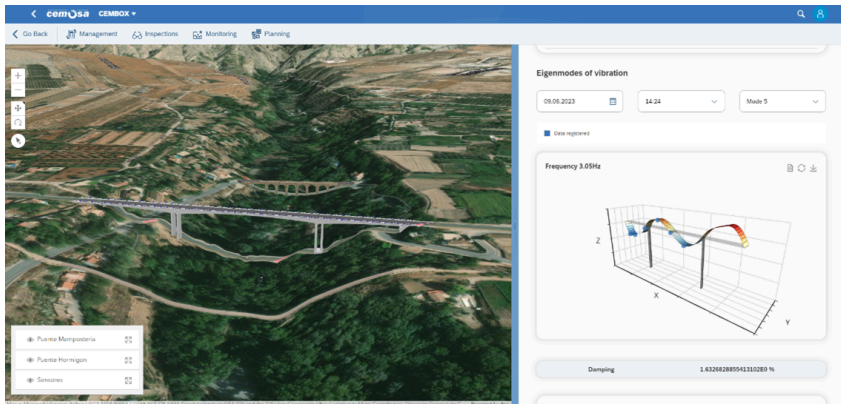 cemosa CEMBOX
Go Back Management Inspections Monitoring Planning
Eigenmodes of vibration
09.06.2023 14:24 Mode 5
Data registered
Frequency 3.05Hz
Z
X
Y
Puente Mamposteria
Puente Hormigon
Sensores
Damping 1.6326828855413102E0 %